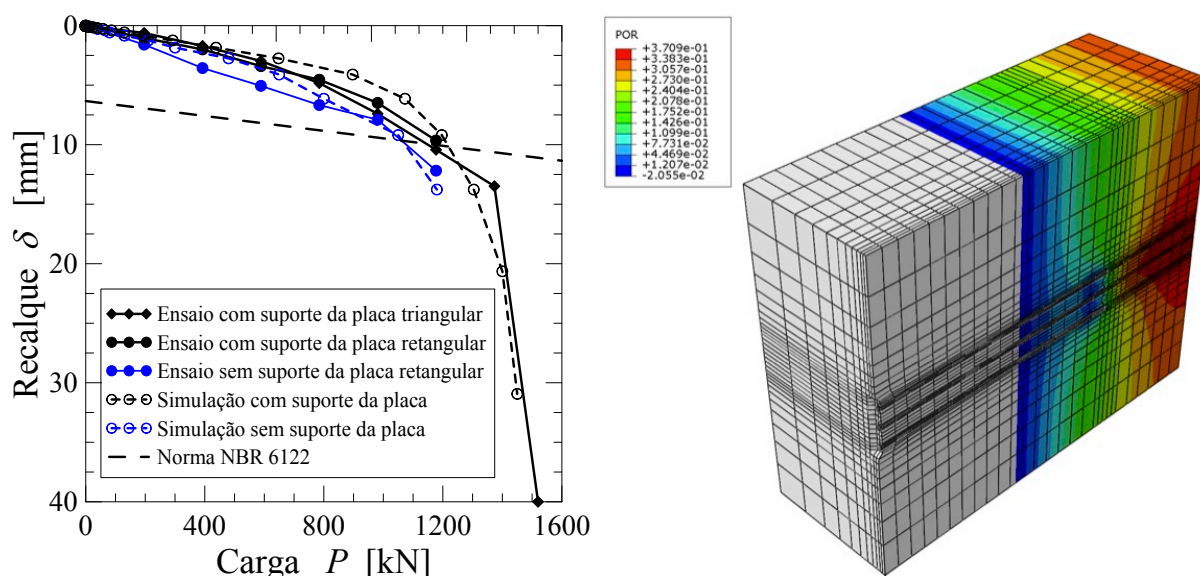 0
10
20
30
40
Recalque δ [mm]
Ensaio com suporte da placa triangular
Ensaio com suporte da placa retangular
Ensaio sem suporte da placa retangular
Simulação com suporte da placa
Simulação sem suporte da placa
Norma NBR 6122
0 400 800 1200 1600
Carga P [kN]
POR
+3.709e-01
+3.383e-01
+3.057e-01
+2.730e-01
+2.404e-01
+2.078e-01
+1.752e-01
+1.426e-01
+1.099e-01
+7.731e-02
+4.469e-02
+1.207e-02
-2.055e-02